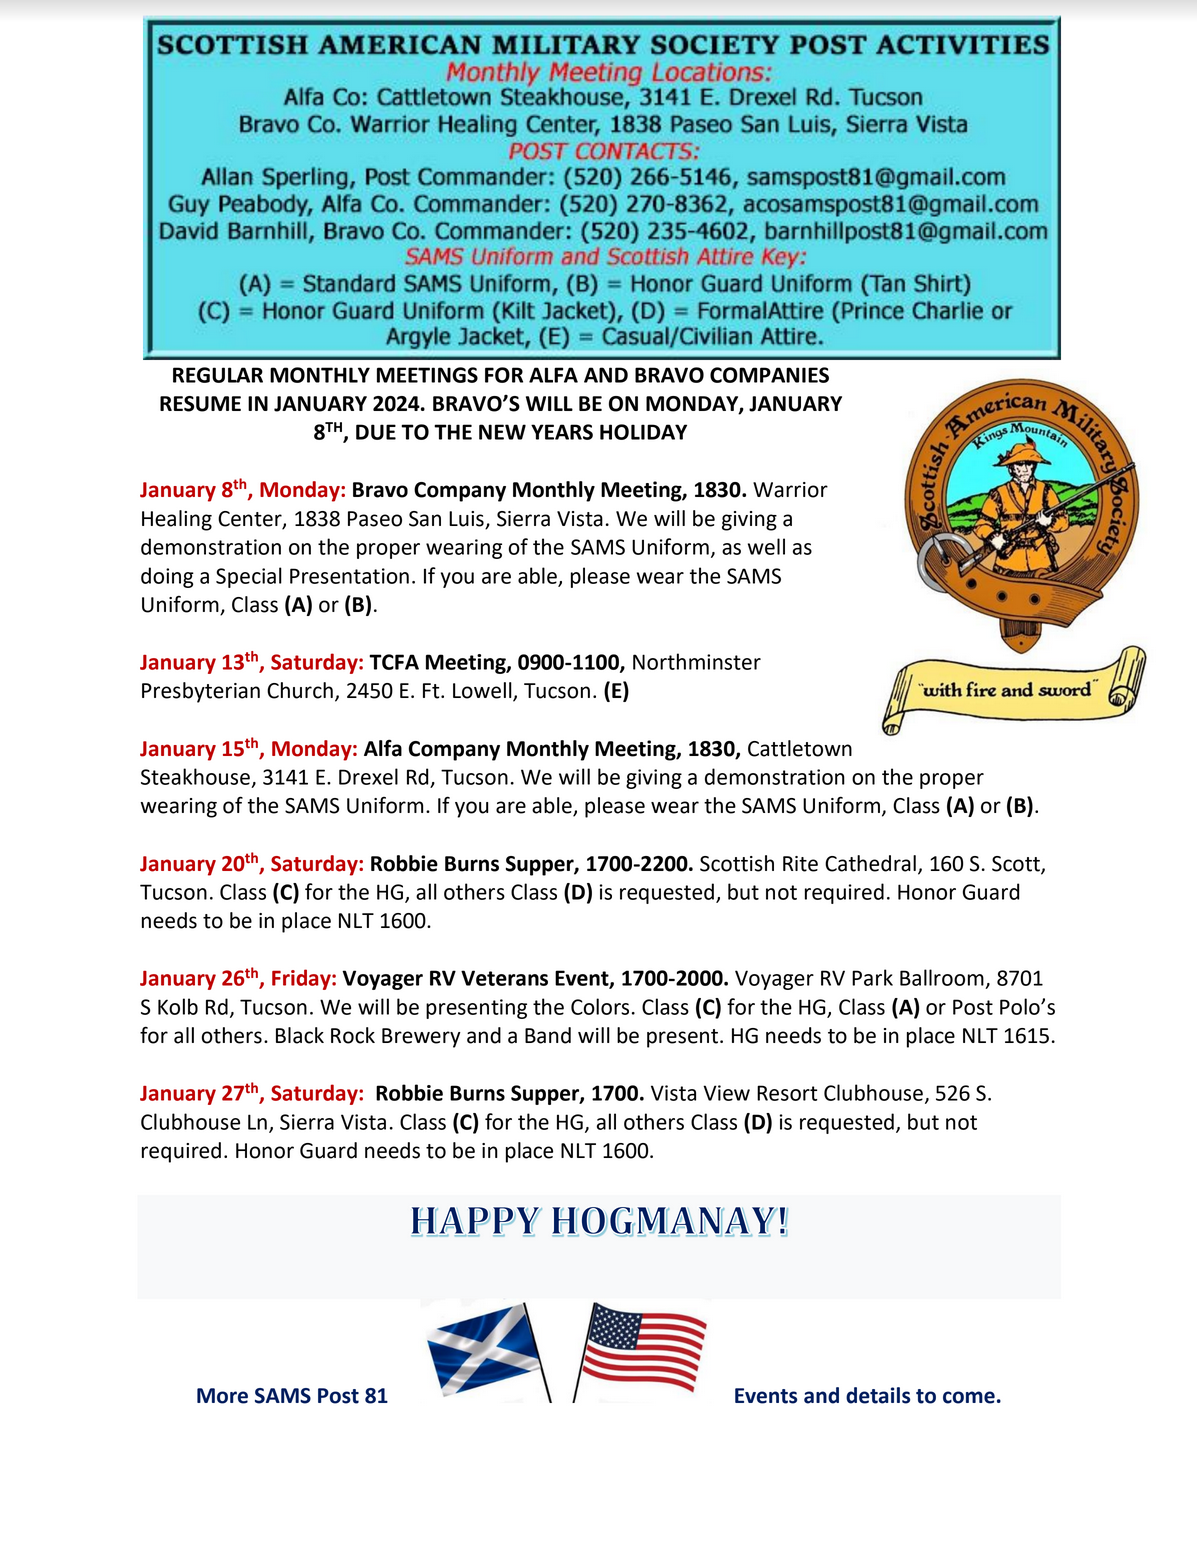 SCOTTISH AMERICAN MILITARY SOCIETY POST ACTIVITIES
Monthly Meeting Locations:
Alfa Co: Cattletown Steakhouse, 3141 E. Drexel Rd. Tucson
Bravo Co. Warrior Healing Center, 1838 Paseo San Luis, Sierra Vista
POST CONTACTS:
Allan Sperling, Post Commander: (520) 266-5146, samspost81@gmail.com
Guy Peabody, Alfa Co. Commander: (520) 270-8362, acosamspost81@gmail.com
David Barnhill, Bravo Co. Commander: (520) 235-4602, barnhillpost81@gmail.com
SAMS Uniform and Scottish Attire Key:
(A) = Standard SAMS Uniform, (B) = Honor Guard Uniform (Tan Shirt)
(C) = Honor Guard Uniform (Kilt Jacket), (D) = FormalAttire (Prince Charlie or
Argyle Jacket, (E) = Casual/Civilian Attire.
REGULAR MONTHLY MEETINGS FOR ALFA AND BRAVO COMPANIES
RESUME IN JANUARY 2024. BRAVO’S WILL BE ON MONDAY, JANUARY
8TH, DUE TO THE NEW YEARS HOLIDAY
Scottish-American Military Society
Kings Mountain
"with fire and sword"
January 8th, Monday: Bravo Company Monthly Meeting, 1830. Warrior
Healing Center, 1838 Paseo San Luis, Sierra Vista. We will be giving a
demonstration on the proper wearing of the SAMS Uniform, as well as
doing a Special Presentation. If you are able, please wear the SAMS
Uniform, Class (A) or (B).
January 13th, Saturday: TCFA Meeting, 0900-1100, Northminster
Presbyterian Church, 2450 E. Ft. Lowell, Tucson. (E)
January 15th, Monday: Alfa Company Monthly Meeting, 1830, Cattletown
Steakhouse, 3141 E. Drexel Rd, Tucson. We will be giving a demonstration on the proper
wearing of the SAMS Uniform. If you are able, please wear the SAMS Uniform, Class (A) or (B).
January 20th, Saturday: Robbie Burns Supper, 1700-2200. Scottish Rite Cathedral, 160 S. Scott,
Tucson. Class (C) for the HG, all others Class (D) is requested, but not required. Honor Guard
needs to be in place NLT 1600.
January 26th, Friday: Voyager RV Veterans Event, 1700-2000. Voyager RV Park Ballroom, 8701
S Kolb Rd, Tucson. We will be presenting the Colors. Class (C) for the HG, Class (A) or Post Polo’s
for all others. Black Rock Brewery and a Band will be present. HG needs to be in place NLT 1615.
January 27th, Saturday: Robbie Burns Supper, 1700. Vista View Resort Clubhouse, 526 S.
Clubhouse Ln, Sierra Vista. Class (C) for the HG, all others Class (D) is requested, but not
required. Honor Guard needs to be in place NLT 1600.
HAPPY HOGMANAY!
More SAMS Post 81 Events and details to come.